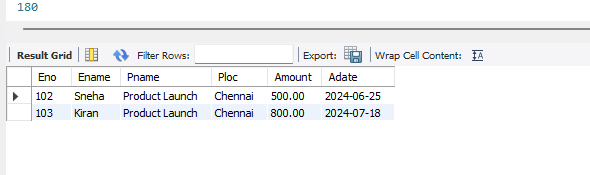 180
Result Grid Filter Rows: Export: Wrap Cell Content: IA
Eno Ename Pname Ploc Amount Adate
102 Sneha Product Launch Chennai 500.00 2024-06-25
103 Kiran Product Launch Chennai 800.00 2024-07-18